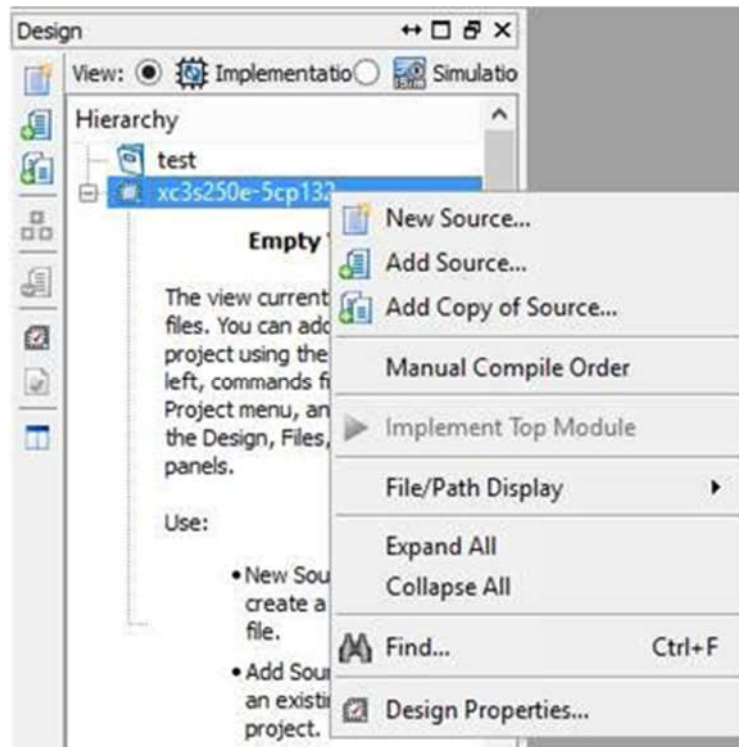 Design
View: Implementatio Simulatio
Hierarchy
test
xc3s250e-5cp132
Empty
The view current
files. You can add
project using the
left, commands f
Project menu, an
the Design, Files,
panels.
Use:
•New Sou
create a
file.
•Add Sour
an existi
project.
New Source...
Add Source...
Add Copy of Source...
Manual Compile Order
Implement Top Module
File/Path Display
Expand All
Collapse All
Find... Ctrl+F
Design Properties...